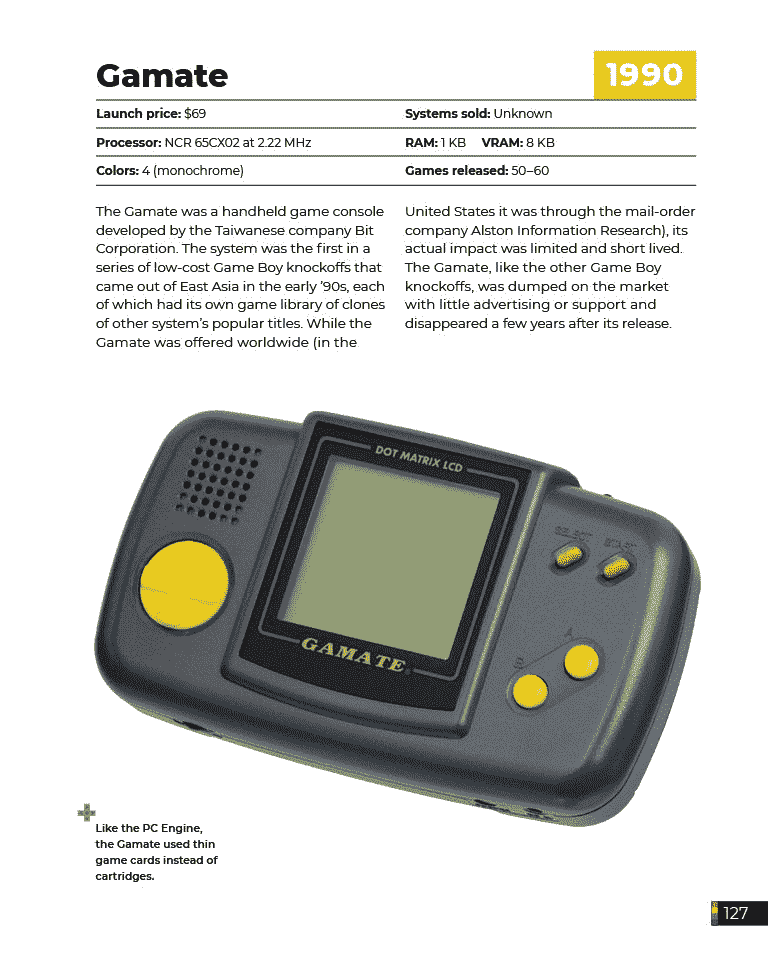 Gamate
1990
Launch price: $69
Systems sold: Unknown
Processor: NCR 65CX02 at 2.22 MHz
RAM: 1 KB VRAM: 8 KB
Colors: 4 (monochrome)
Games released: 50–60
The Gamate was a handheld game console
developed by the Taiwanese company Bit
Corporation. The system was the first in a
series of low-cost Game Boy knockoffs that
came out of East Asia in the early ’90s, each
of which had its own game library of clones
of other system’s popular titles. While the
Gamate was offered worldwide (in the
United States it was through the mail-order
company Alston Information Research), its
actual impact was limited and short lived.
The Gamate, like the other Game Boy
knockoffs, was dumped on the market
with little advertising or support and
disappeared a few years after its release.
DOT MATRIX LCD
SELECT START
GAMATE
A
B
Like the PC Engine,
the Gamate used thin
game cards instead of
cartridges.
127